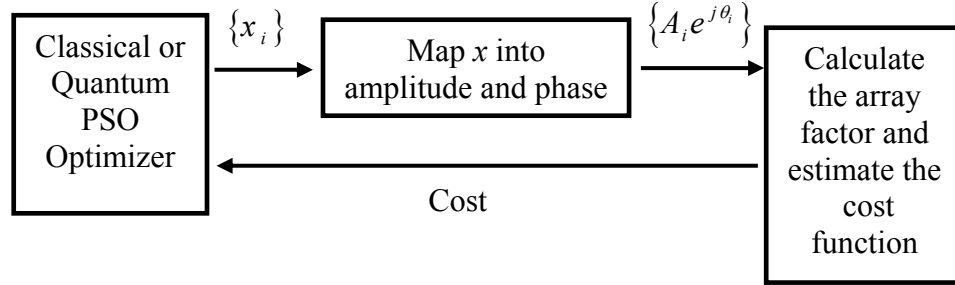 Classical or
Quantum
PSO
Optimizer
{x_i}
Map x into
amplitude and phase
{A_i e^{jθ_i}}
Calculate
the array
factor and
estimate the
cost
function
Cost